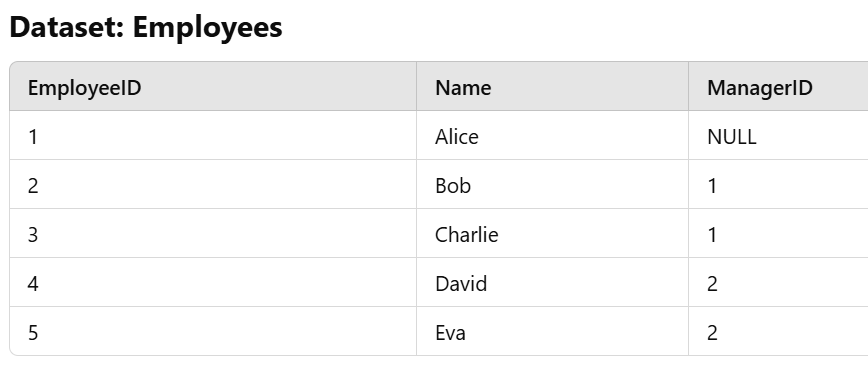 Dataset: Employees
EmployeeID Name ManagerID
1 Alice NULL
2 Bob 1
3 Charlie 1
4 David 2
5 Eva 2